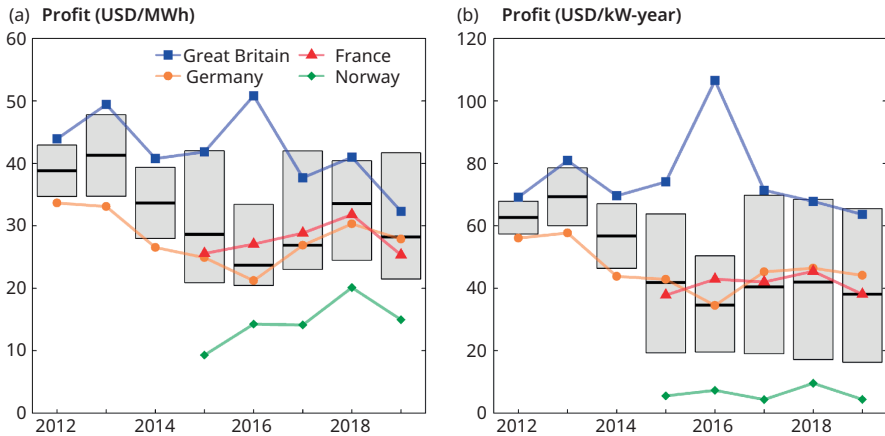 (a) Profit (USD/MWh)
60
50
40
30
20
10
0
2012 2014 2016 2018
Great Britain France
Germany Norway
(b) Profit (USD/kW-year)
120
100
80
60
40
20
0
2012 2014 2016 2018